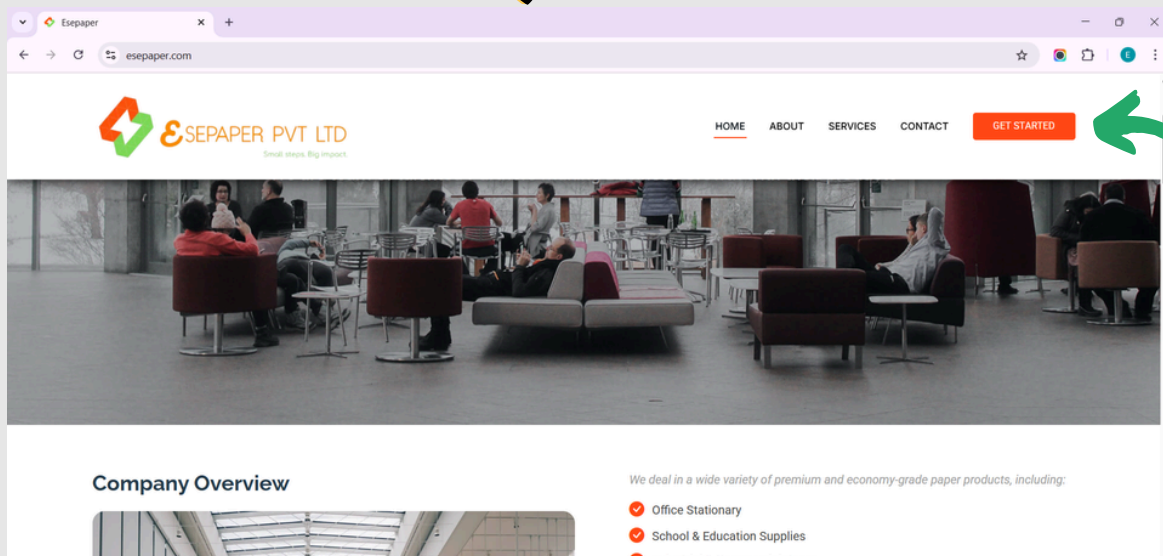 Esepaper
esepaper.com
E
ESEPAPER PVT LTD
Small steps. Big impact.
HOME ABOUT SERVICES CONTACT GET STARTED
Company Overview
We deal in a wide variety of premium and economy-grade paper products, including:
Office Stationary
School & Education Supplies